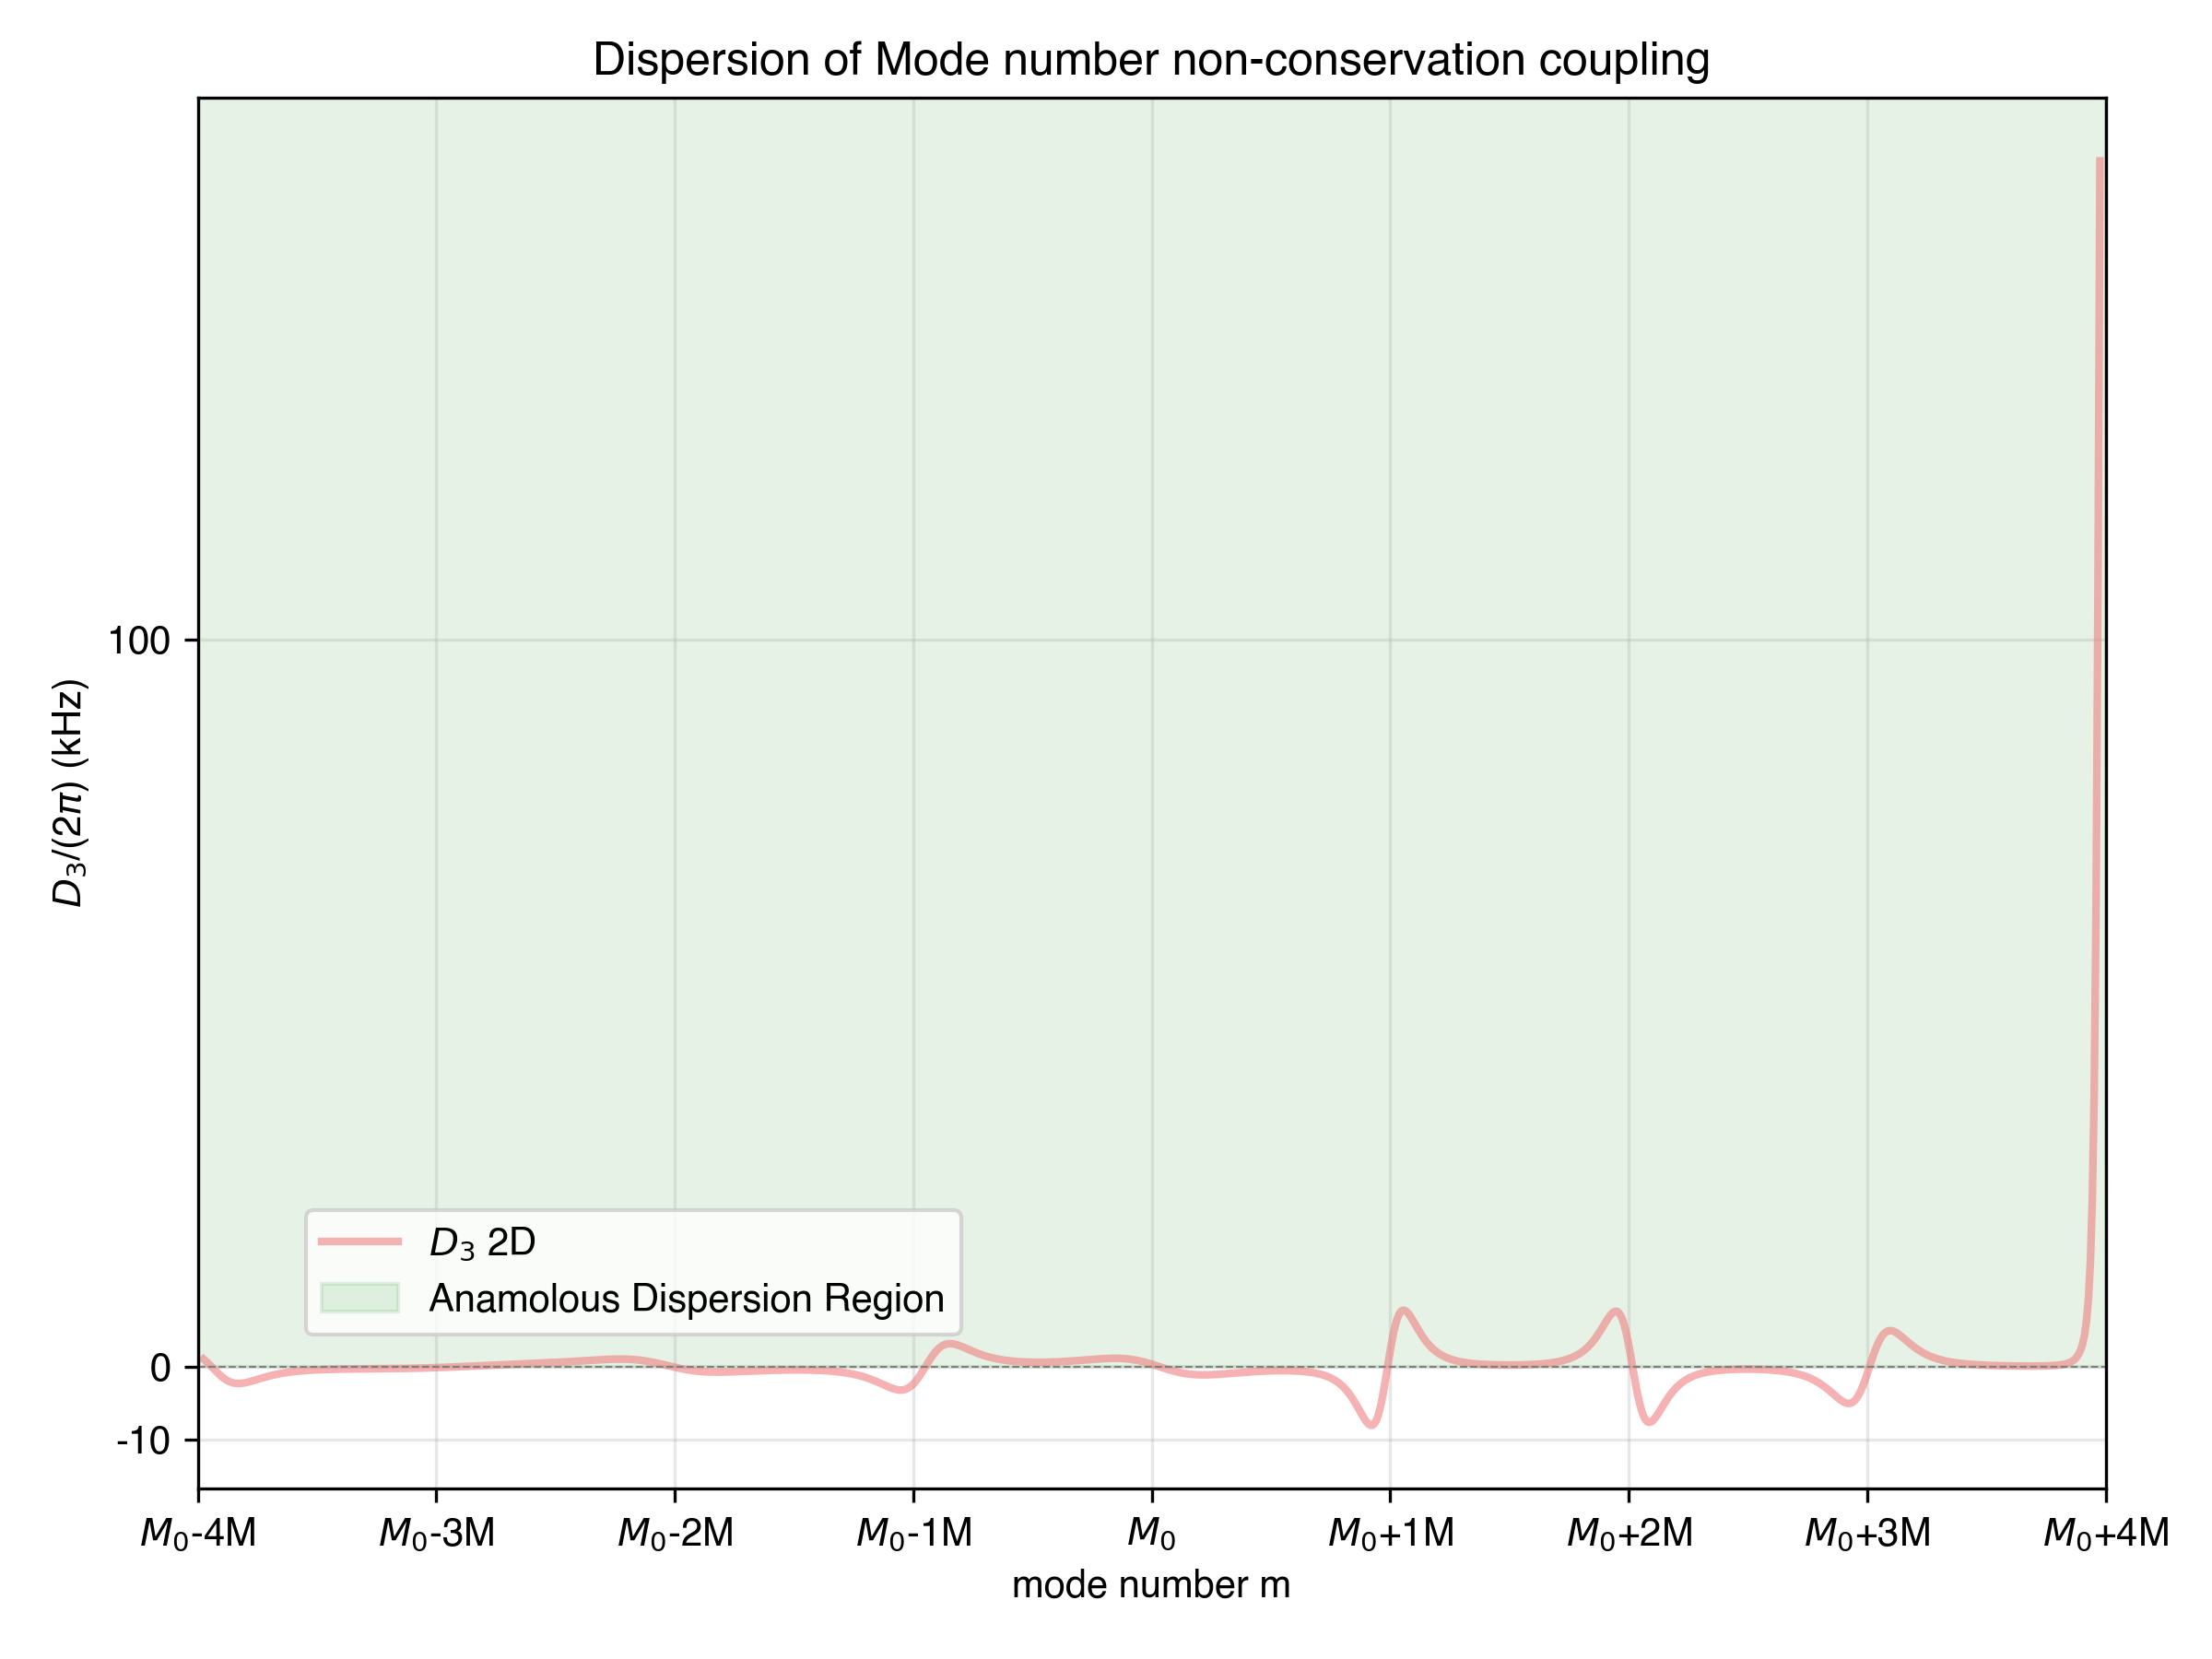 Dispersion of Mode number non-conservation coupling
D₃/(2π) (kHz)
100
0
-10
D₃ 2D
Anamolous Dispersion Region
M₀-4M M₀-3M M₀-2M M₀-1M M₀ M₀+1M M₀+2M M₀+3M M₀+4M
mode number m